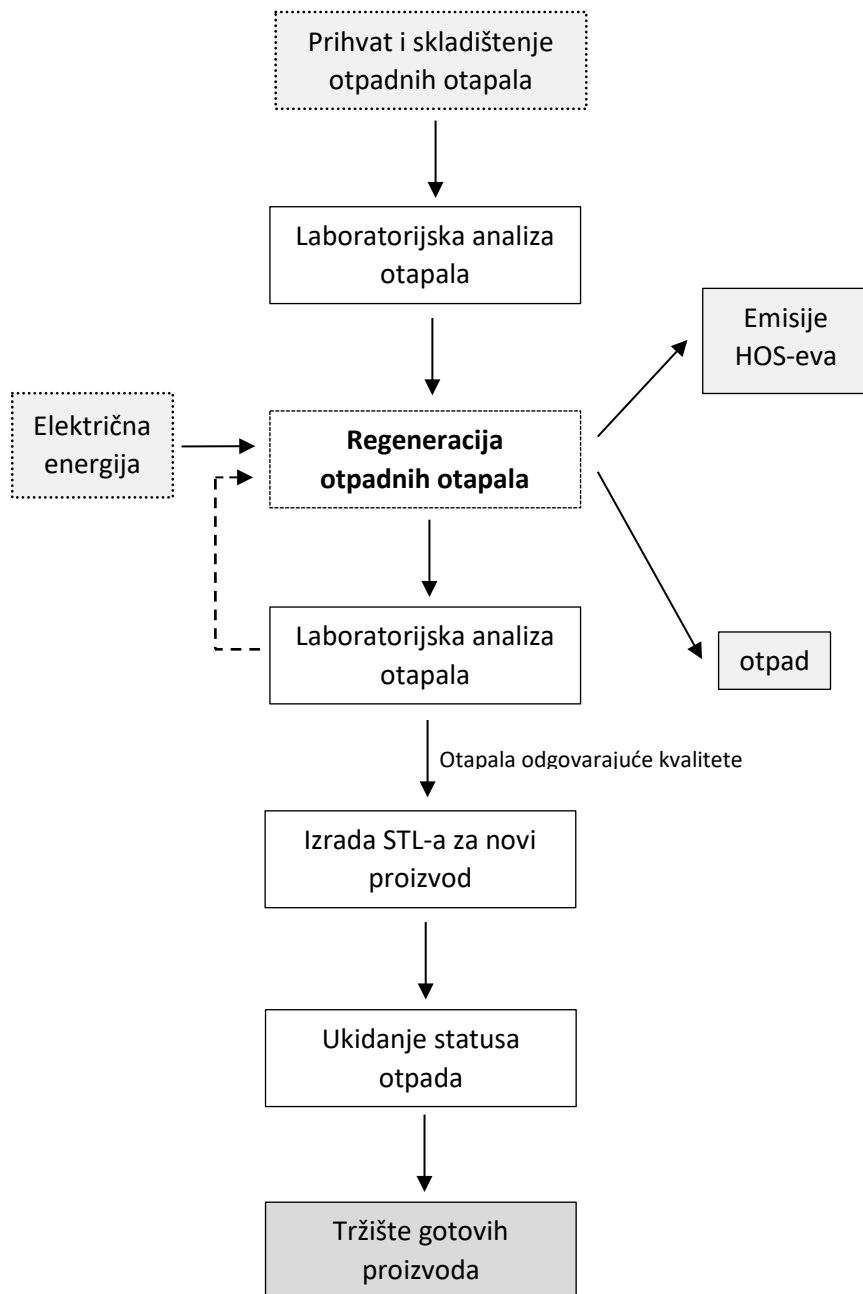 Prihvat i skladištenje
otpadnih otapala
Laboratorijska analiza
otapala
Emisije
HOS-eva
Električna
energija
Regeneracija
otpadnih otapala
Laboratorijska analiza
otapala
otpad
Otapala odgovarajuće kvalitete
Izrada STL-a za novi
proizvod
Ukidanje statusa
otpada
Tržište gotovih
proizvoda